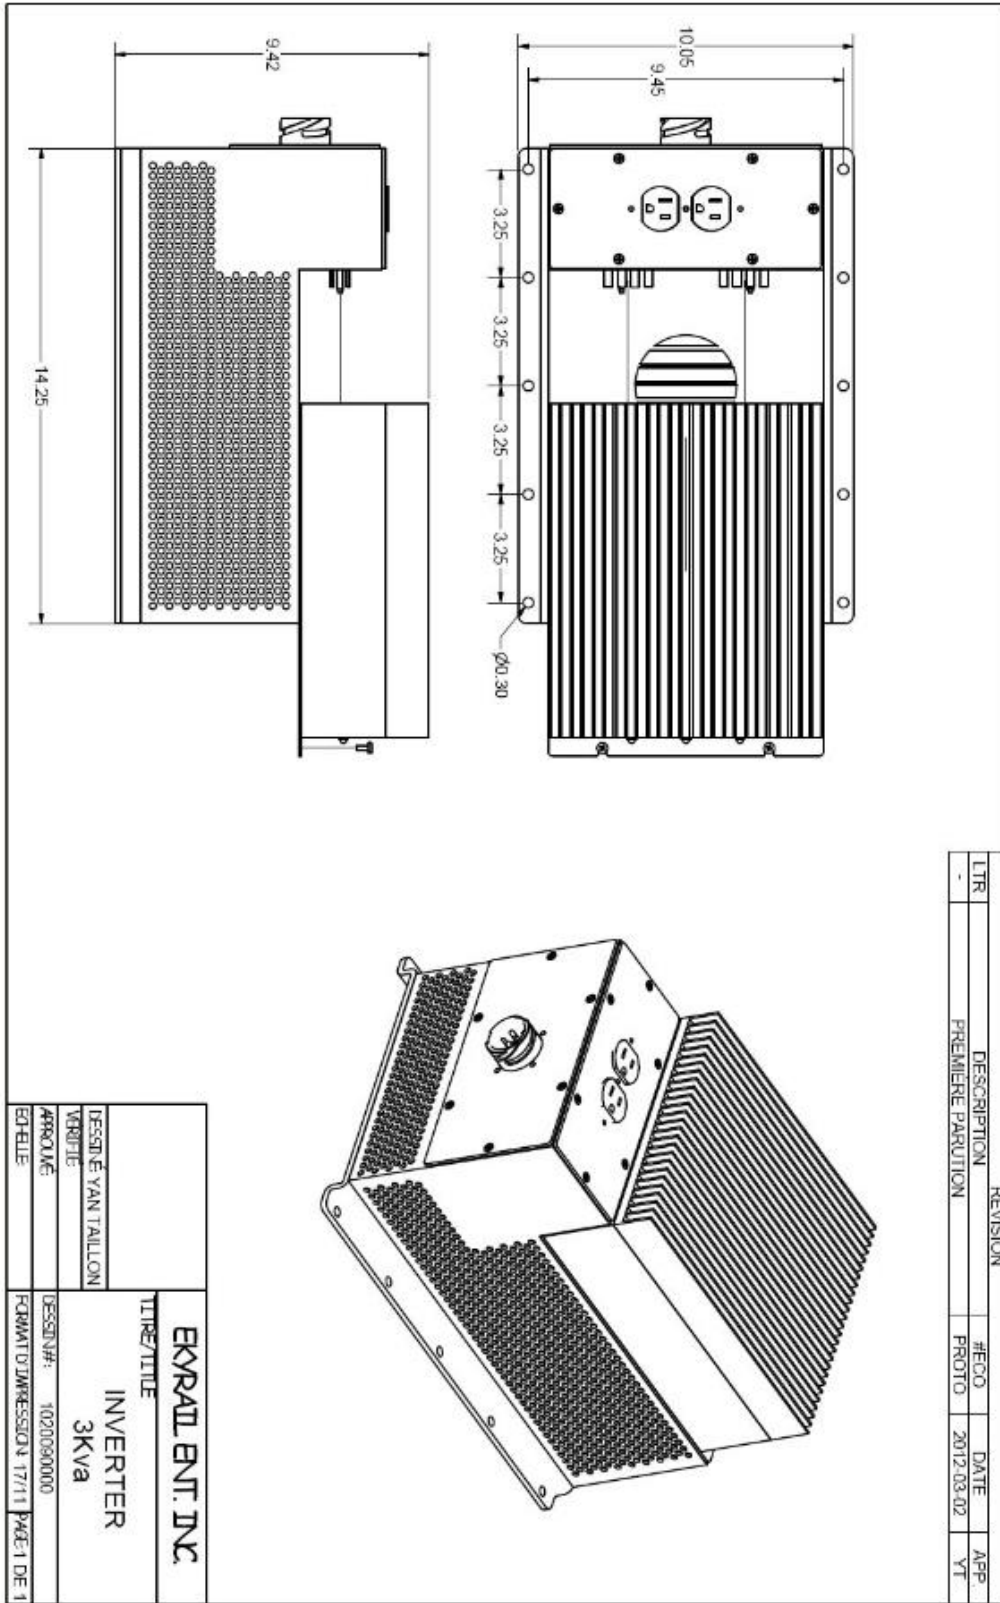 9.42
14.25
10.05
9.45
3.25
3.25
3.25
3.25
Ø0.30
REVISION
LTR DESCRIPTION #ECO DATE APP.
- PREMIERE PARUTION PROTO 2012-03-02 YT
EKYRAIL ENT. INC.
TITRE/TITLE
INVERTER
3Kva
DESSINÉ YAN TAILLON
VÉRIFIÉ
APPROUVÉ
ECHELLE:
DESSIN#: 1020090000
FORMAT D'IMPRESSION: 17/11 PAGE:1 DE 1